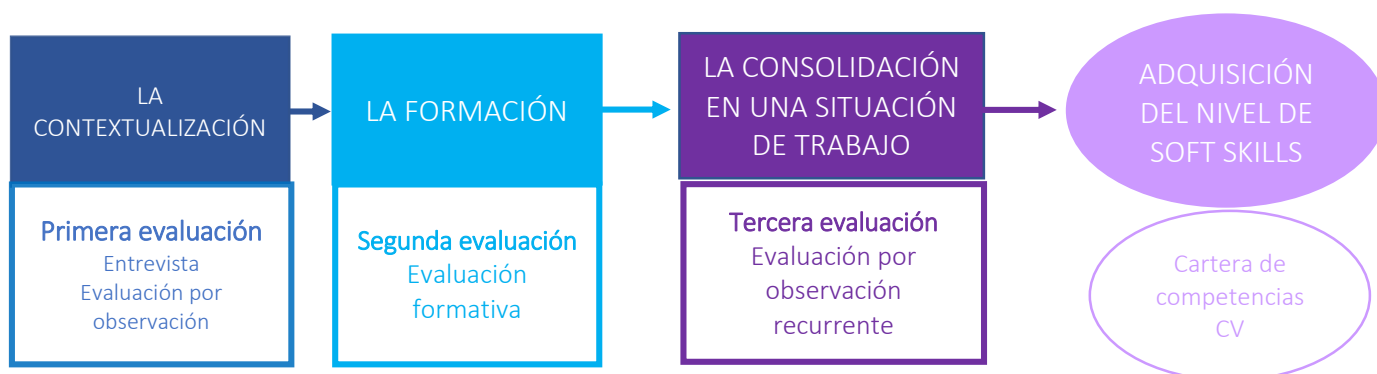 LA
CONTEXTUALIZACIÓN
Primera evaluación
Entrevista
Evaluación por
observación
LA FORMACIÓN
Segunda evaluación
Evaluación
formativa
LA CONSOLIDACIÓN
EN UNA SITUACIÓN
DE TRABAJO
Tercera evaluación
Evaluación por
observación
recurrente
ADQUISICIÓN
DEL NIVEL DE
SOFT SKILLS
Cartera de
competencias
CV